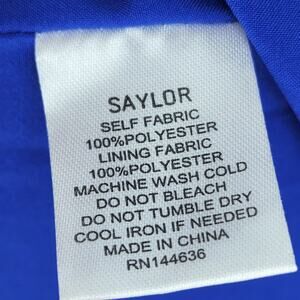 SAYLOR
SELF FABRIC
100%POLYESTER
LINING FABRIC
100%POLYESTER
MACHINE WASH COLD
DO NOT BLEACH
DO NOT TUMBLE DRY
COOL IRON IF NEEDED
MADE IN CHINA
RN144636